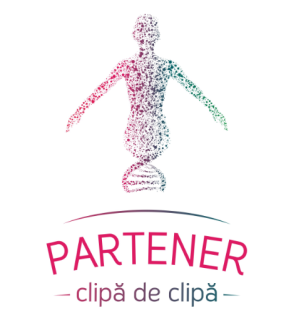 PARTENER
– clipă de clipă –